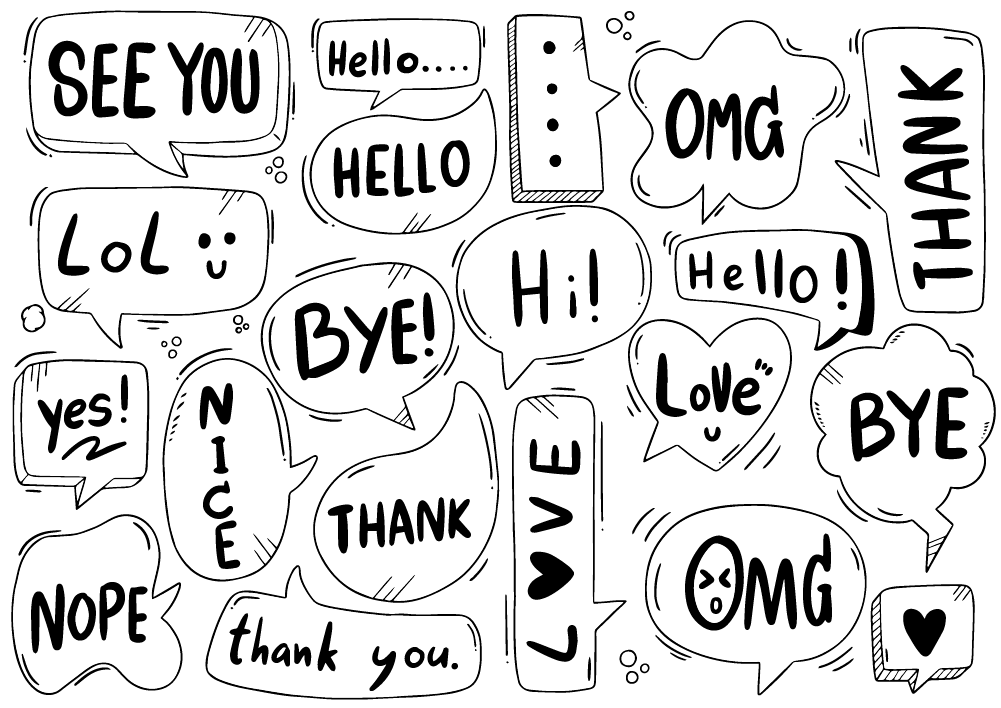 SEE YOU
Hello....
....
OMG
THANK
HELLO
LoL
Hi!
Hello!
BYE!
Love
BYE
yes!
NICE
THANK
L♥VE
NOPE
thank you.
OMG
♥